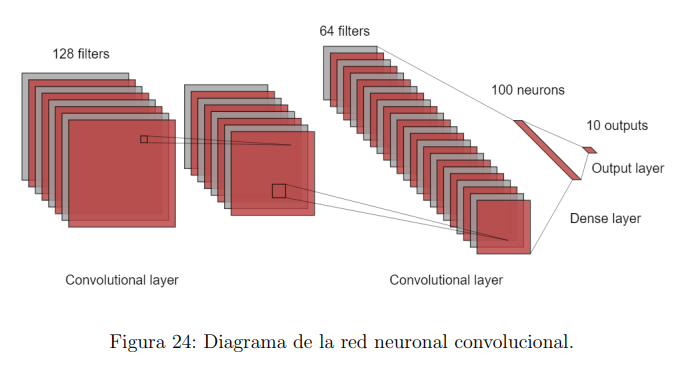 64 filters
128 filters
100 neurons
10 outputs
Output layer
Dense layer
Convolutional layer
Convolutional layer
Figura 24: Diagrama de la red neuronal convolucional.